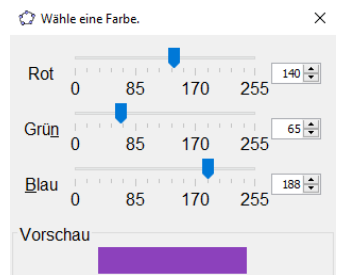 Wähle eine Farbe.
Rot 0 85 170 255 140
Grün 0 85 170 255 65
Blau 0 85 170 255 188
Vorschau